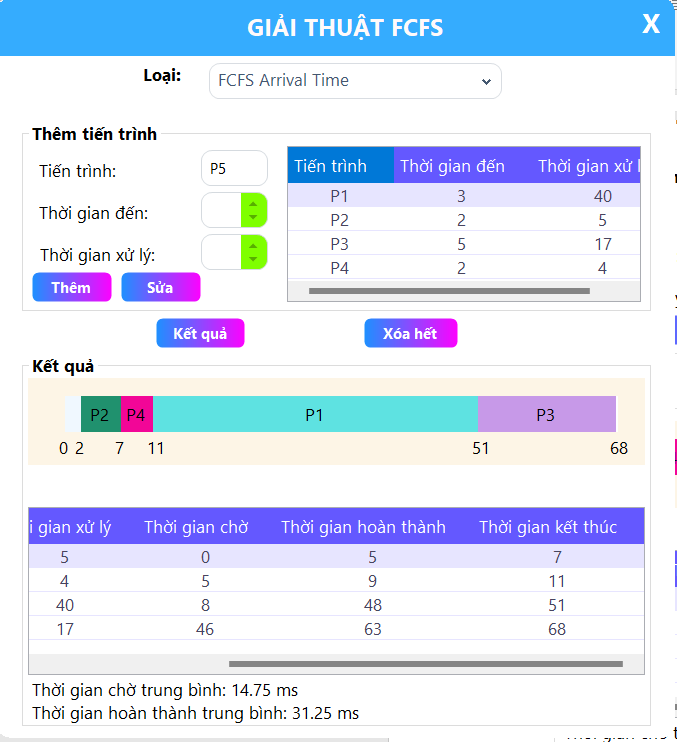 GIẢI THUẬT FCFS X
Loại: FCFS Arrival Time
Thêm tiến trình
Tiến trình: P5
Thời gian đến:
Thời gian xử lý:
Thêm Sửa
Tiến trình Thời gian đến Thời gian xử l
P1 3 40
P2 2 5
P3 5 17
P4 2 4
Kết quả Xóa hết
Kết quả
P2 P4 P1 P3
0 2 7 11 51 68
i gian xử lý Thời gian chờ Thời gian hoàn thành Thời gian kết thúc
5 0 5 7
4 5 9 11
40 8 48 51
17 46 63 68
Thời gian chờ trung bình: 14.75 ms
Thời gian hoàn thành trung bình: 31.25 ms